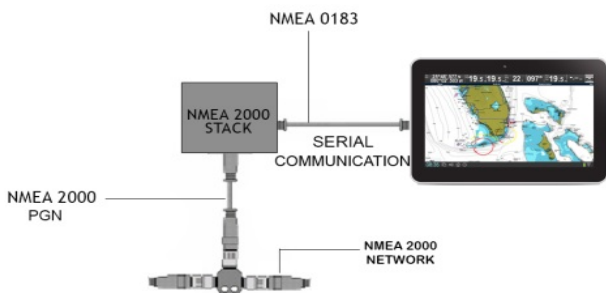 NMEA 0183
NMEA 2000
STACK
SERIAL
COMMUNICATION
NMEA 2000
PGN
NMEA 2000
NETWORK